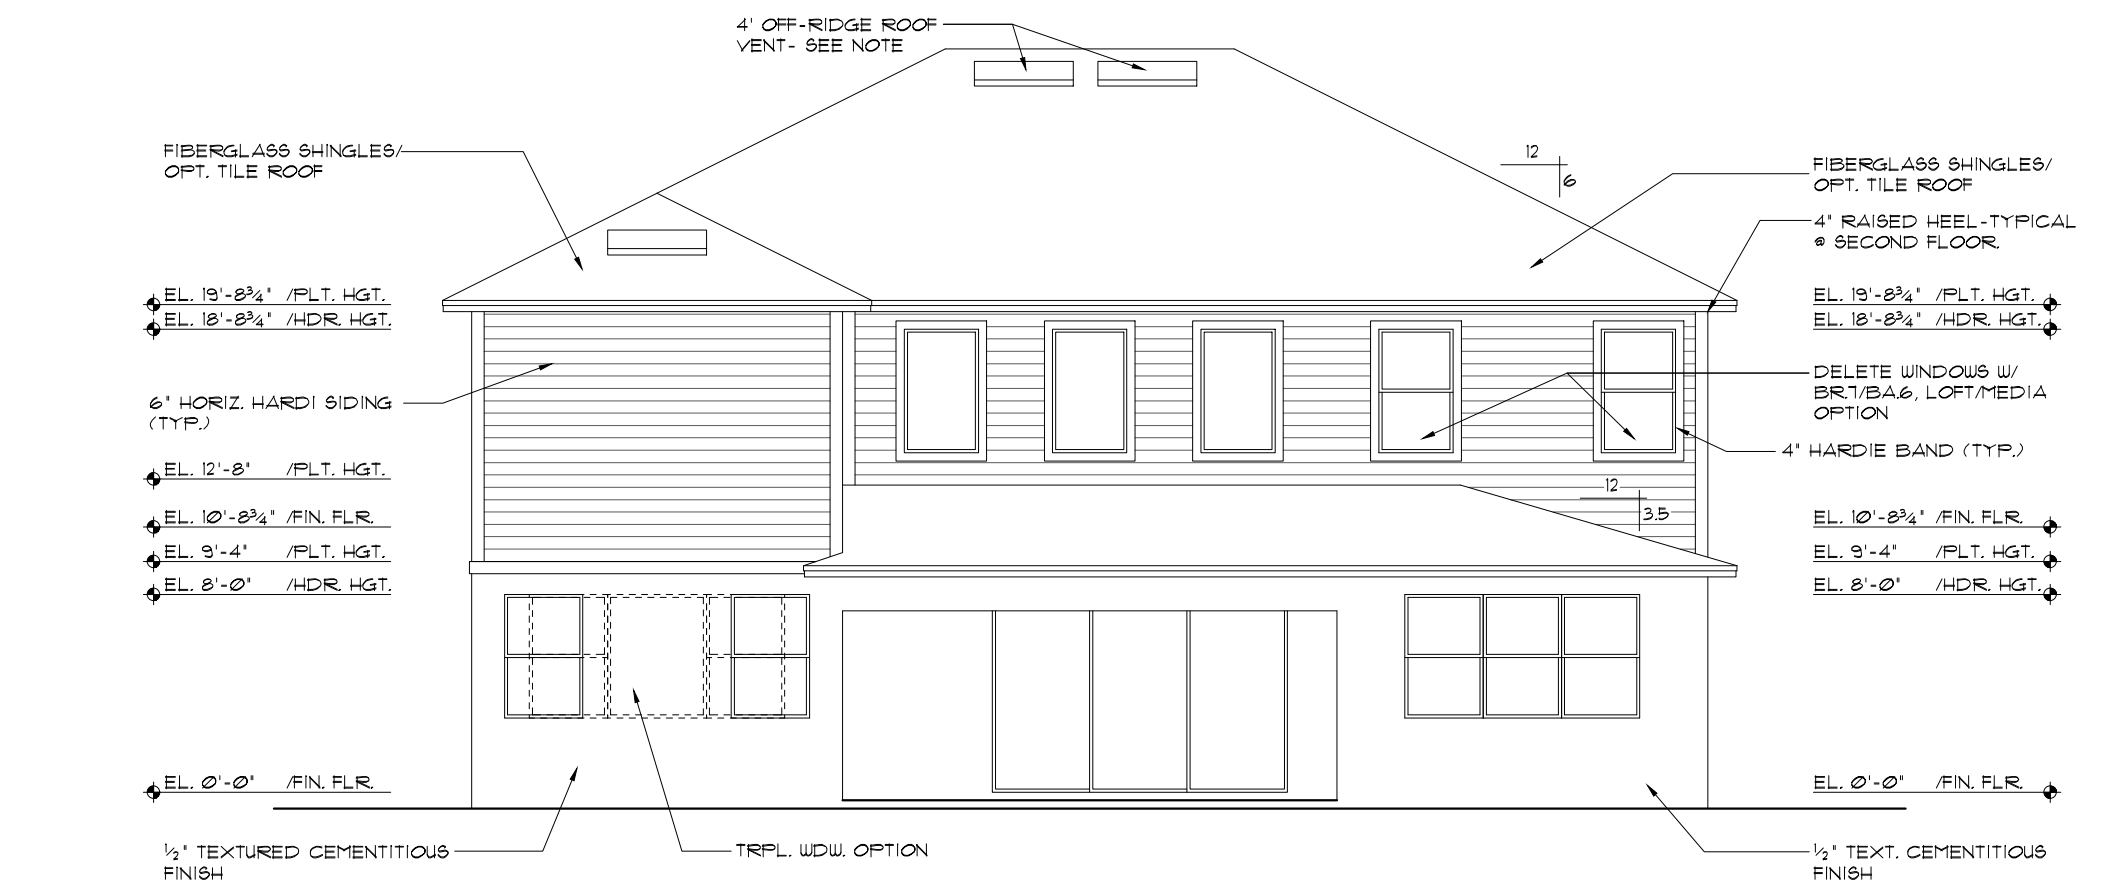 4' OFF-RIDGE ROOF
VENT- SEE NOTE
FIBERGLASS SHINGLES/
OPT. TILE ROOF
12
6
FIBERGLASS SHINGLES/
OPT. TILE ROOF
4" RAISED HEEL-TYPICAL
@ SECOND FLOOR.
EL. 19'-8¾" /PLT. HGT.
EL. 18'-8¾" /HDR. HGT.
EL. 19'-8¾" /PLT. HGT.
EL. 18'-8¾" /HDR. HGT.
6" HORIZ. HARDI SIDING
(TYP.)
DELETE WINDOWS W/
BR.7/BA.6, LOFT/MEDIA
OPTION
4" HARDIE BAND (TYP.)
EL. 12'-8" /PLT. HGT.
EL. 10'-8¾" /FIN. FLR.
EL. 9'-4" /PLT. HGT.
EL. 8'-0" /HDR. HGT.
12
3.5
EL. 10'-8¾" /FIN. FLR.
EL. 9'-4" /PLT. HGT.
EL. 8'-0" /HDR. HGT.
EL. 0'-0" /FIN. FLR.
EL. 0'-0" /FIN. FLR.
½" TEXTURED CEMENTITIOUS
FINISH
TRPL. WDW. OPTION
½" TEXT. CEMENTITIOUS
FINISH